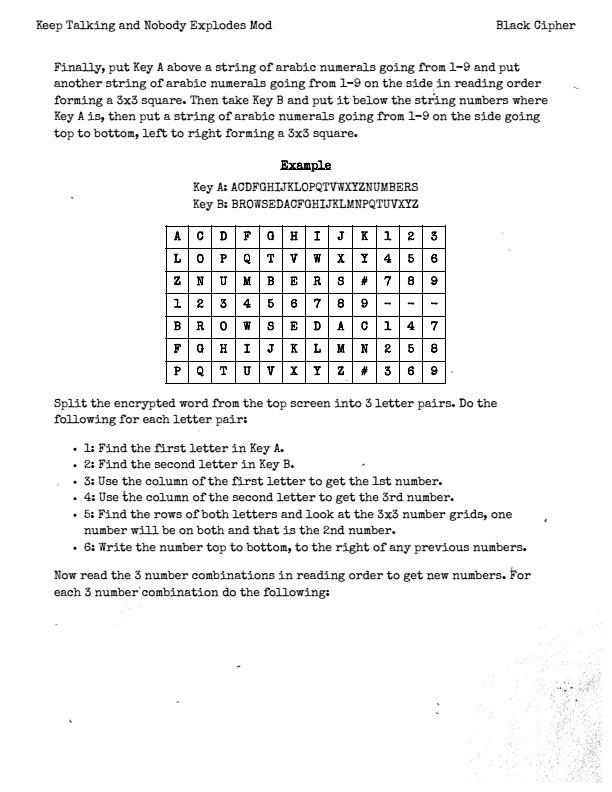 Keep Talking and Nobody Explodes Mod Black Cipher
Finally, put Key A above a string of arabic numerals going from 1-9 and put
another string of arabic numerals going from 1-9 on the side in reading order
forming a 3x3 square. Then take Key B and put it below the string numbers where
Key A is, then put a string of arabic numerals going from 1-9 on the side going
top to bottom, left to right forming a 3x3 square.
Example
Key A: ACDFGHIJKLOPQTVWXYZNUMBERS
Key B: BROWSEDACFGHIJKLMNPQTUVXYZ
A C D F G H I J K 1 2 3
L O P Q T V W X Y 4 5 6
Z N U M B E R S # 7 8 9
1 2 3 4 5 6 7 8 9 - - -
B R O W S E D A C 1 4 7
F G H I J K L M N 2 5 8
P Q T U V X Y Z # 3 6 9
Split the encrypted word from the top screen into 3 letter pairs. Do the
following for each letter pair:
• 1: Find the first letter in Key A.
• 2: Find the second letter in Key B.
• 3: Use the column of the first letter to get the 1st number.
• 4: Use the column of the second letter to get the 3rd number.
• 5: Find the rows of both letters and look at the 3x3 number grids, one
number will be on both and that is the 2nd number.
• 6: Write the number top to bottom, to the right of any previous numbers.
Now read the 3 number combinations in reading order to get new numbers. For
each 3 number combination do the following: